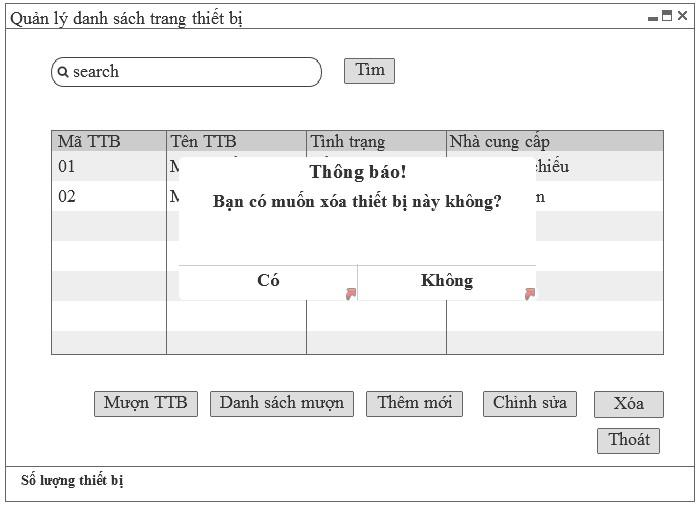 Quản lý danh sách trang thiết bị
search
Tìm
Mã TTB Tên TTB Tình trạng Nhà cung cấp
01 chiếu
02
Thông báo!
Bạn có muốn xóa thiết bị này không?
Có Không
Mượn TTB Danh sách mượn Thêm mới Chỉnh sửa Xóa
Thoát
Số lượng thiết bị